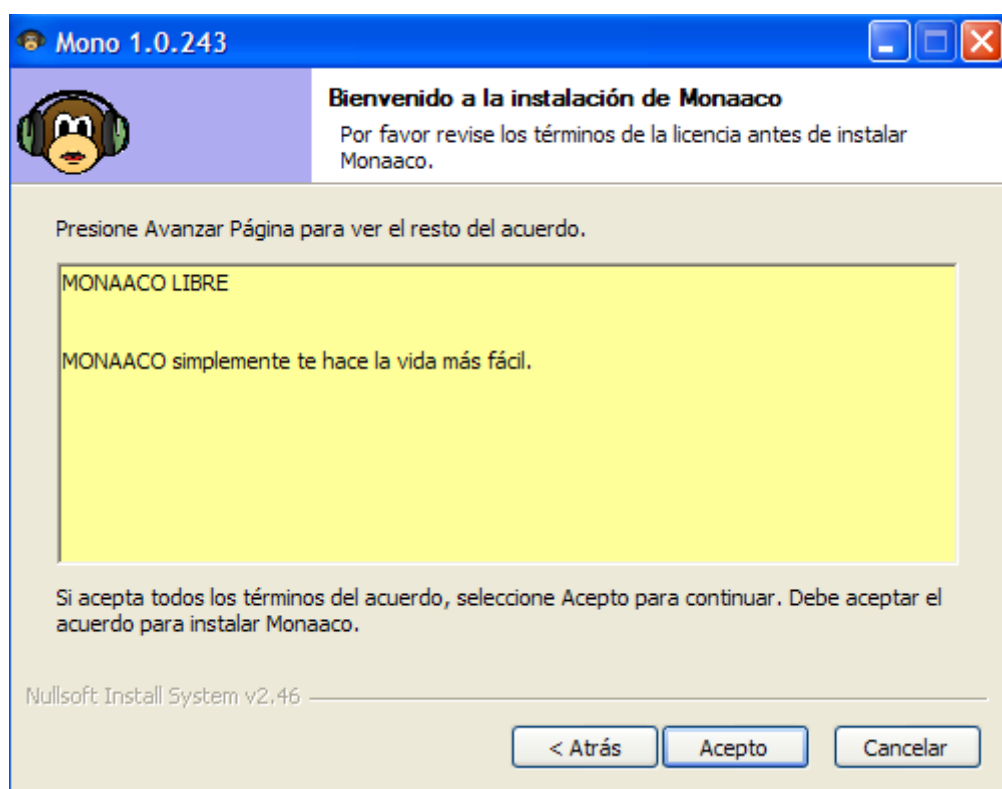 Mono 1.0.243
Bienvenido a la instalación de Monaaco
Por favor revise los términos de la licencia antes de instalar
Monaaco.
Presione Avanzar Página para ver el resto del acuerdo.
MONAACO LIBRE
MONAACO simplemente te hace la vida más fácil.
Si acepta todos los términos del acuerdo, seleccione Acepto para continuar. Debe aceptar el
acuerdo para instalar Monaaco.
Nullsoft Install System v2.46
< Atrás
Acepto
Cancelar